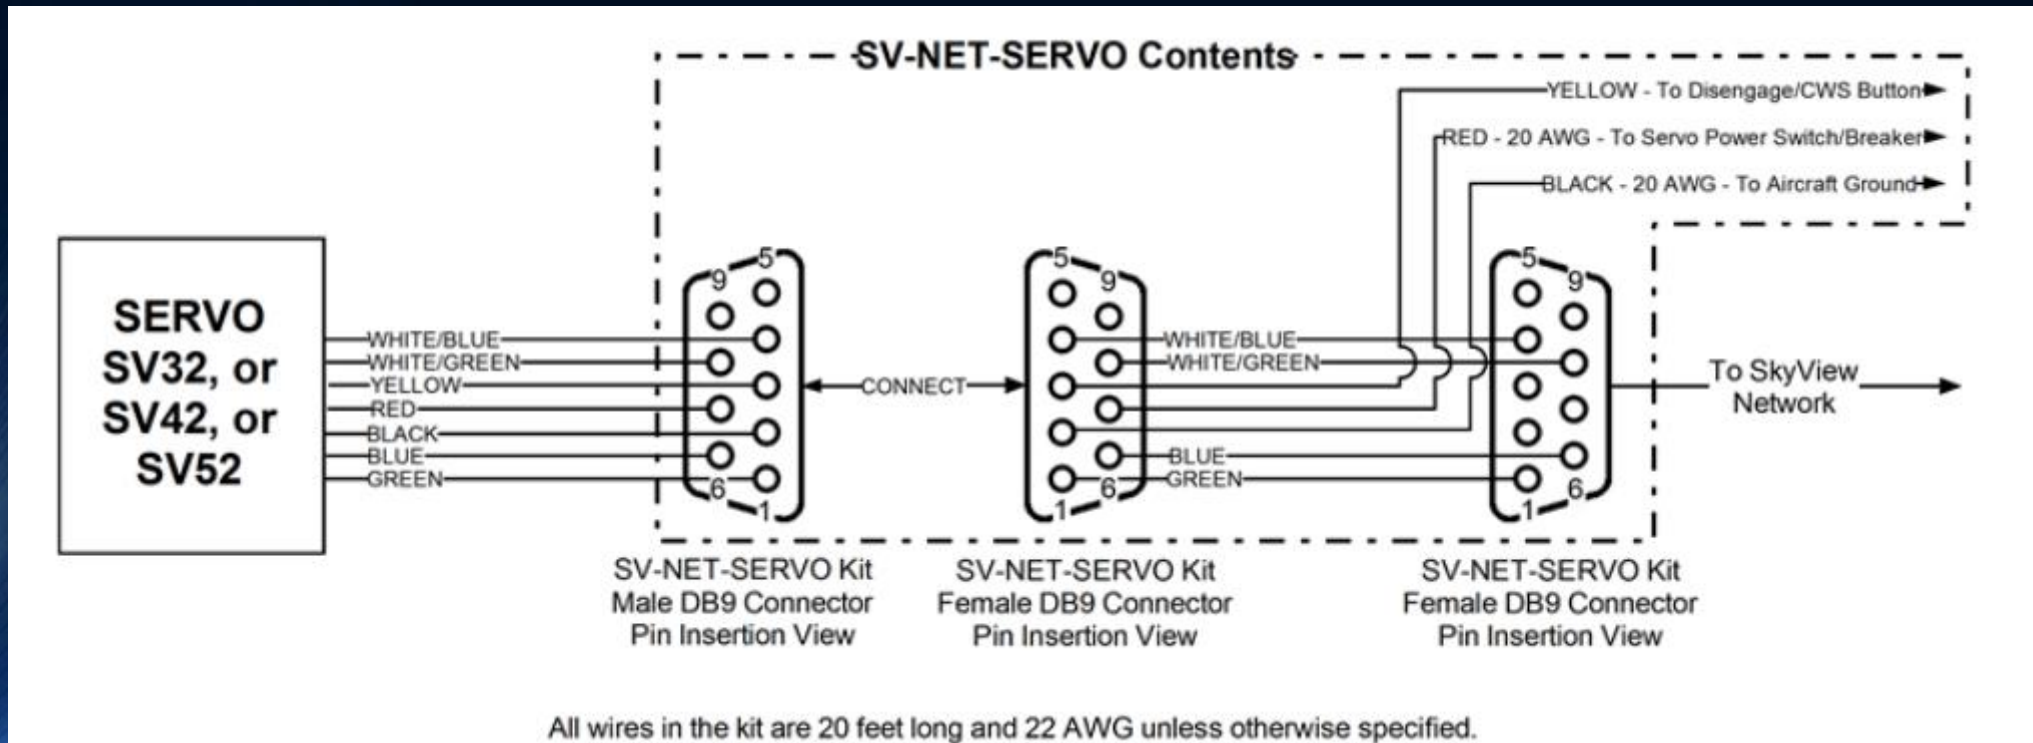 SV-NET-SERVO Contents
YELLOW - To Disengage/CWS Button
RED - 20 AWG - To Servo Power Switch/Breaker
BLACK - 20 AWG - To Aircraft Ground
SERVO
SV32, or
SV42, or
SV52
WHITE/BLUE
WHITE/GREEN
YELLOW
RED
BLACK
BLUE
GREEN
5
9
6
1
CONNECT
5
9
6
1
WHITE/BLUE
WHITE/GREEN
BLUE
GREEN
5
9
6
1
To SkyView
Network
SV-NET-SERVO Kit
Male DB9 Connector
Pin Insertion View
SV-NET-SERVO Kit
Female DB9 Connector
Pin Insertion View
SV-NET-SERVO Kit
Female DB9 Connector
Pin Insertion View
All wires in the kit are 20 feet long and 22 AWG unless otherwise specified.